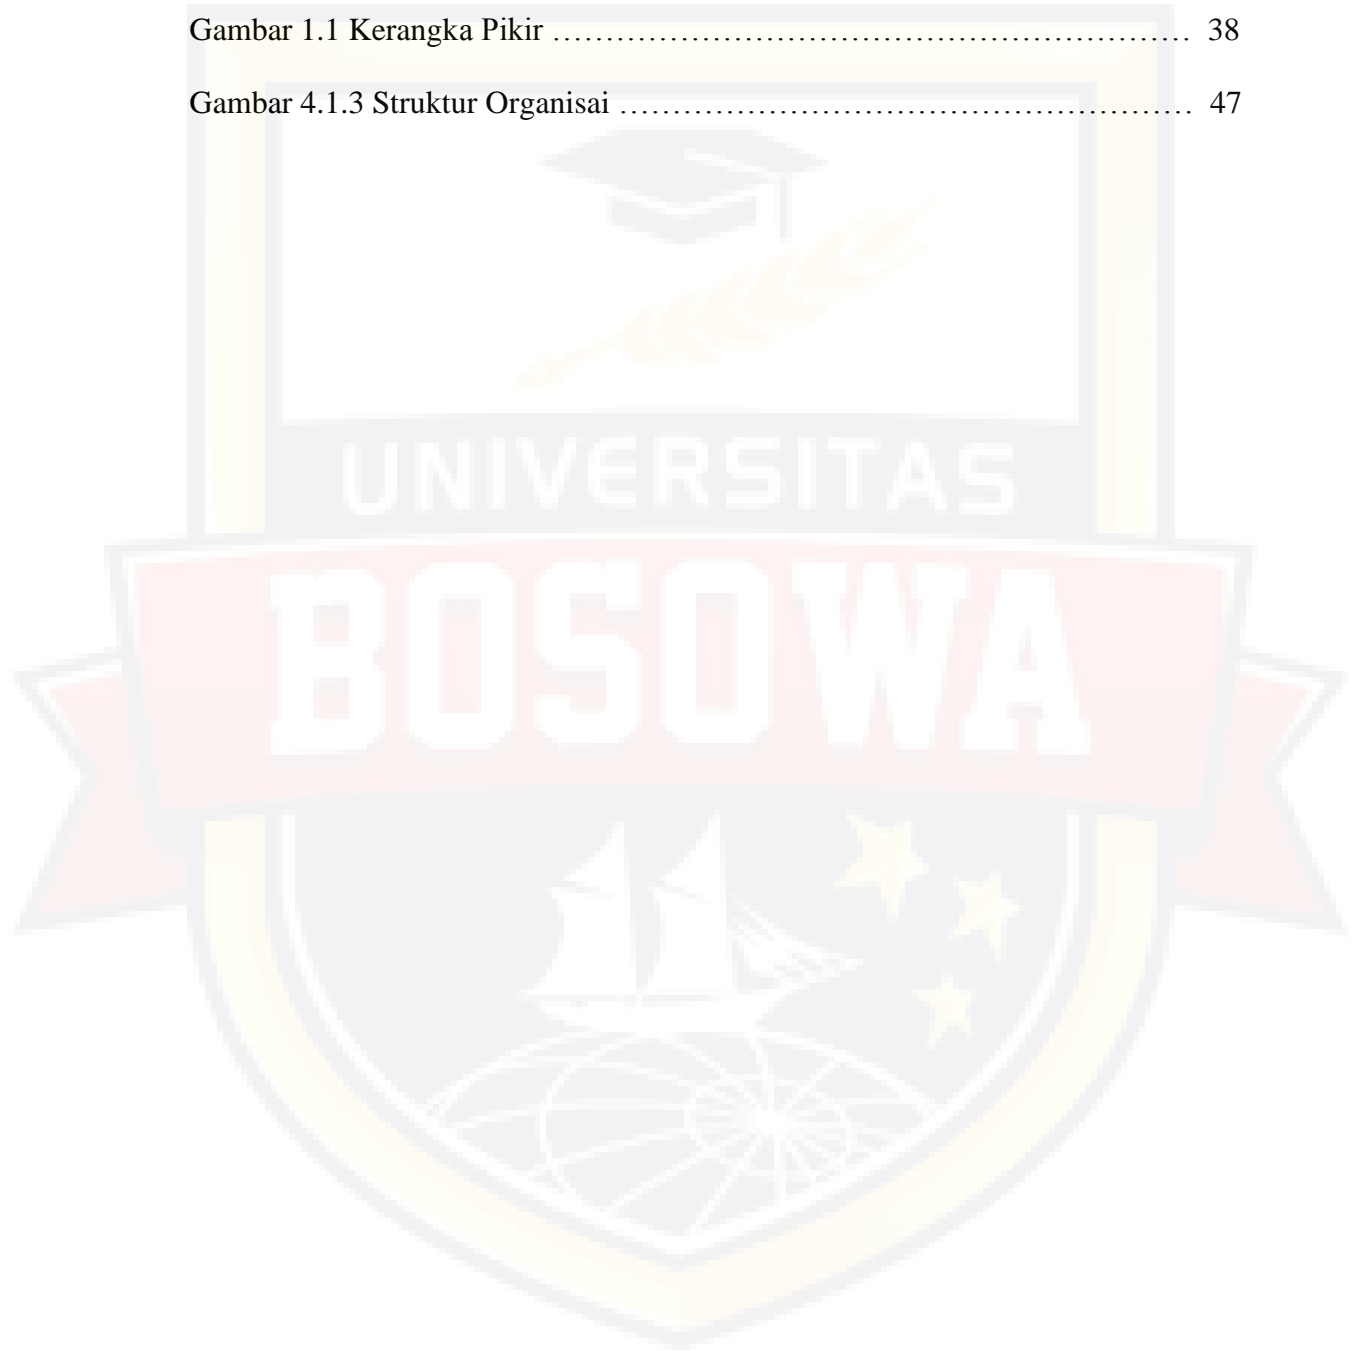 Gambar 1.1 Kerangka Pikir ………………………………………………… 38
Gambar 4.1.3 Struktur Organisai …………………………………………… 47
UNIVERSITAS
BOSOWA